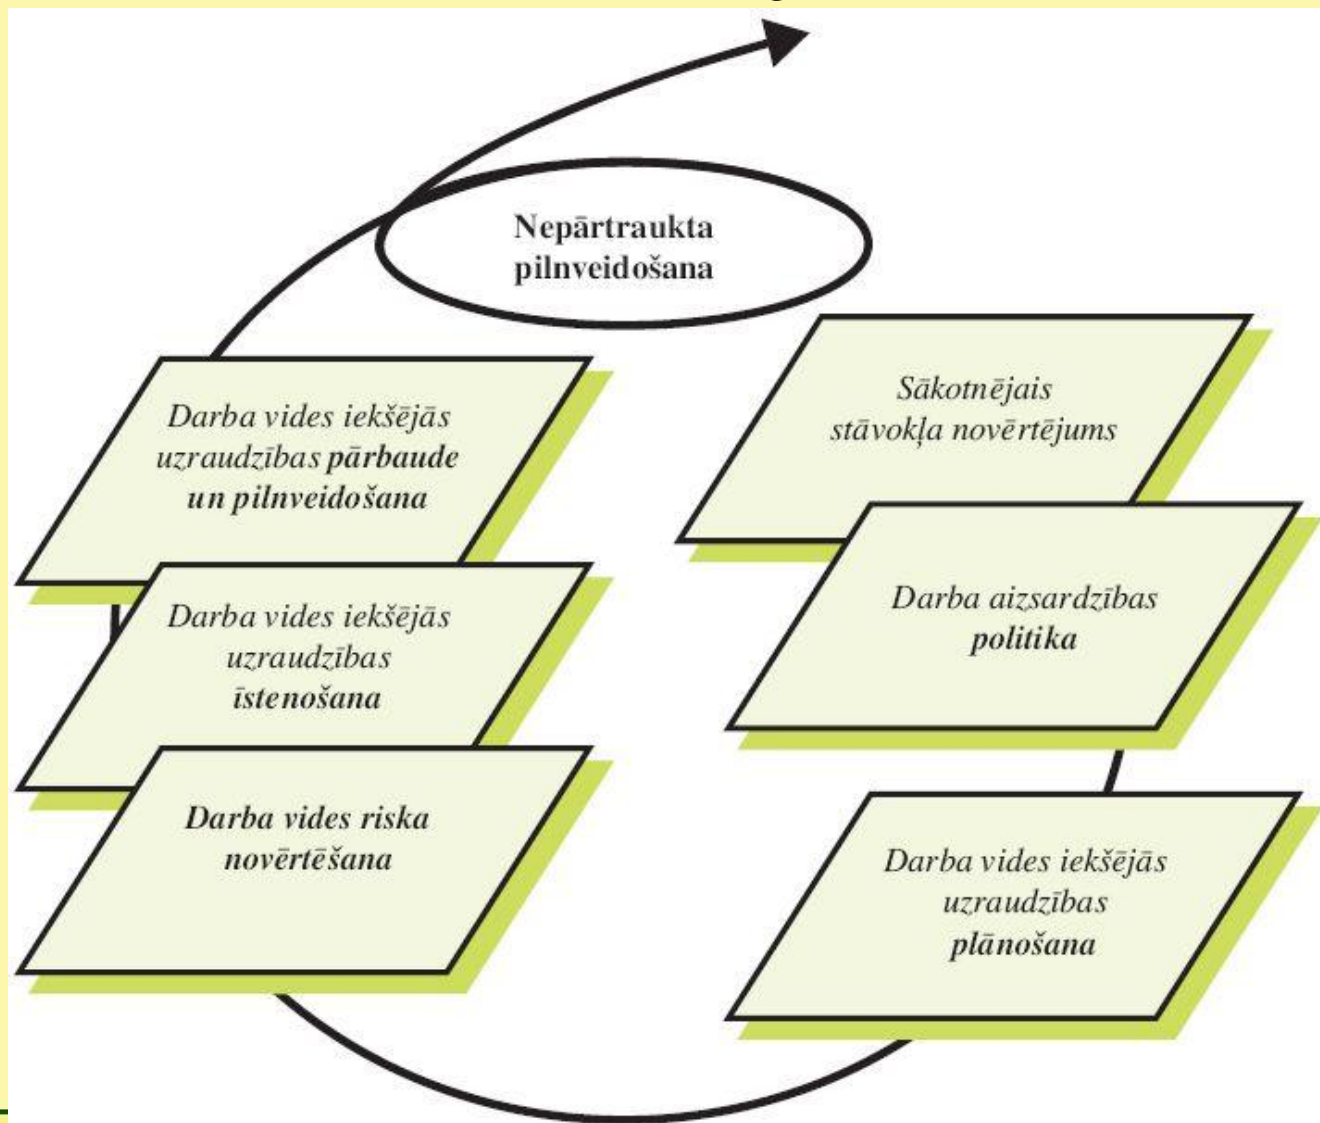 Nepārtraukta
pilnveidošana
Sākotnējais
stāvokļa novērtējums
Darba aizsardzības
politika
Darba vides iekšējās
uzraudzības
plānošana
Darba vides riska
novērtēšana
Darba vides iekšējās
uzraudzības
īstenošana
Darba vides iekšējās
uzraudzības pārbaude
un pilnveidošana